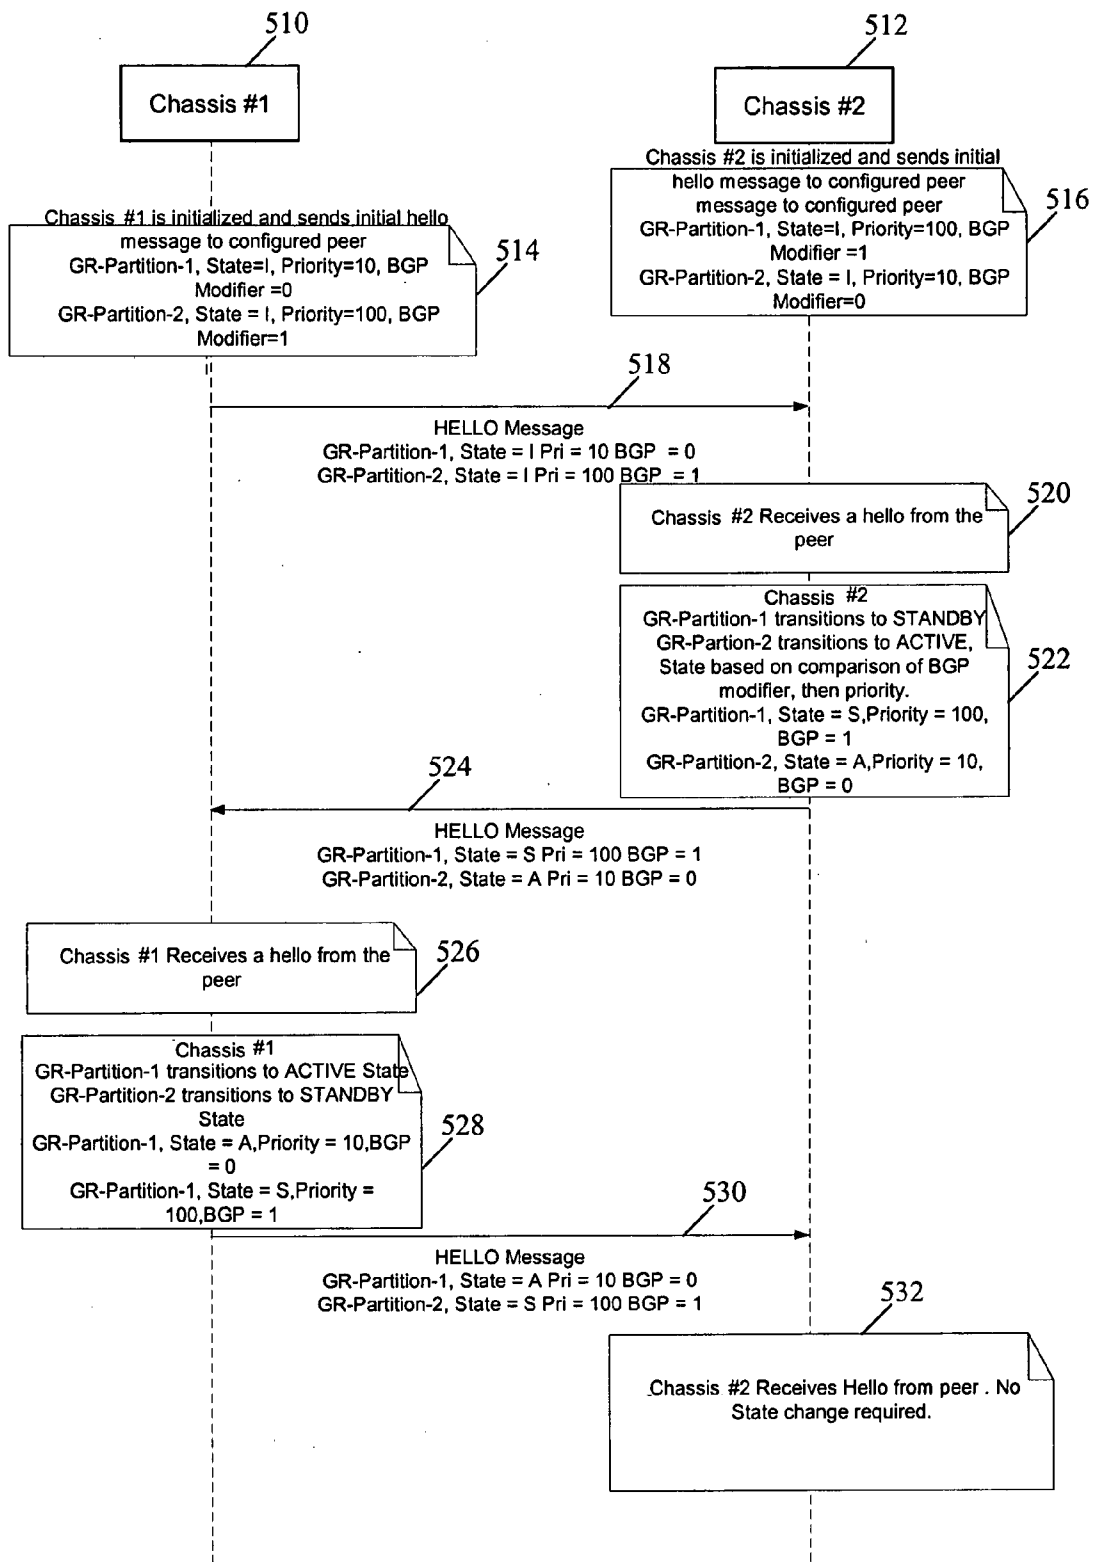 510
512
Chassis #1
Chassis #2
Chassis #2 is initialized and sends initial
hello message to configured peer
message to configured peer
GR-Partition-1, State=I, Priority=100, BGP
Modifier =1
GR-Partition-2, State = I, Priority=10, BGP
Modifier=0
516
Chassis #1 is initialized and sends initial hello
message to configured peer
GR-Partition-1, State=I, Priority=10, BGP
Modifier =0
GR-Partition-2, State = I, Priority=100, BGP
Modifier=1
514
518
HELLO Message
GR-Partition-1, State = I Pri = 10 BGP = 0
GR-Partition-2, State = I Pri = 100 BGP = 1
Chassis #2 Receives a hello from the
peer
520
Chassis #2
GR-Partition-1 transitions to STANDBY
GR-Partion-2 transitions to ACTIVE,
State based on comparison of BGP
modifier, then priority.
GR-Partition-1, State = S,Priority = 100,
BGP = 1
GR-Partition-2, State = A,Priority = 10,
BGP = 0
522
524
HELLO Message
GR-Partition-1, State = S Pri = 100 BGP = 1
GR-Partition-2, State = A Pri = 10 BGP = 0
Chassis #1 Receives a hello from the
peer
526
Chassis #1
GR-Partition-1 transitions to ACTIVE State
GR-Partition-2 transitions to STANDBY
State
GR-Partition-1, State = A,Priority = 10,BGP
= 0
GR-Partition-1, State = S,Priority =
100,BGP = 1
528
530
HELLO Message
GR-Partition-1, State = A Pri = 10 BGP = 0
GR-Partition-2, State = S Pri = 100 BGP = 1
532
Chassis #2 Receives Hello from peer . No
State change required.